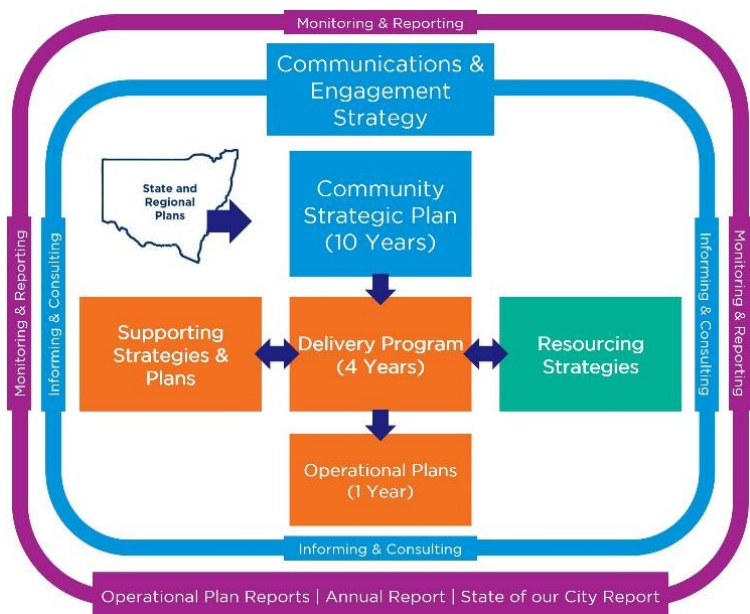 Monitoring & Reporting
Communications &
Engagement
Strategy
State and
Regional
Plans
Community
Strategic Plan
(10 Years)
Monitoring & Reporting
Informing & Consulting
Informing & Consulting
Monitoring & Reporting
Supporting
Strategies &
Plans
Delivery Program
(4 Years)
Resourcing
Strategies
Operational Plans
(1 Year)
Informing & Consulting
Operational Plan Reports | Annual Report | State of our City Report